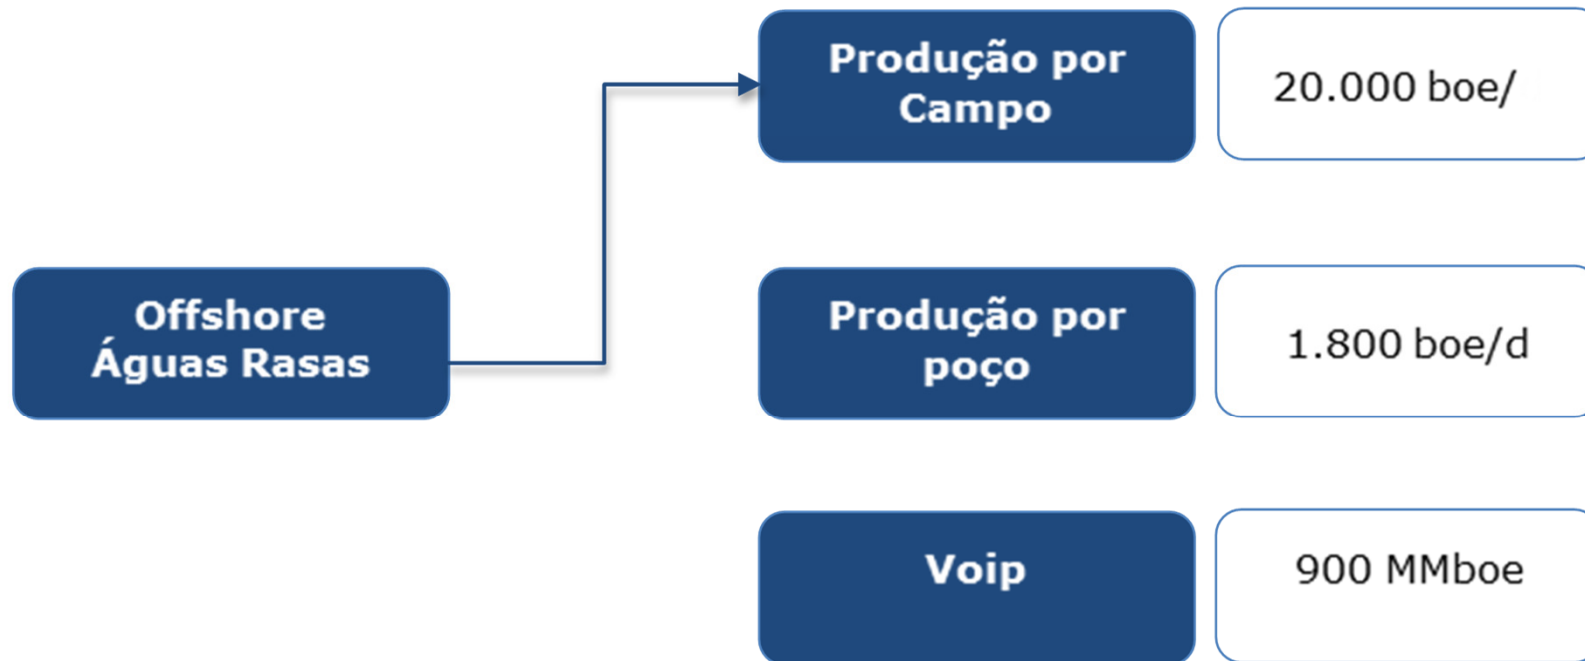 Produção por
Campo
20.000 boe/
Offshore
Águas Rasas
Produção por
poço
1.800 boe/d
Voip
900 MMboe